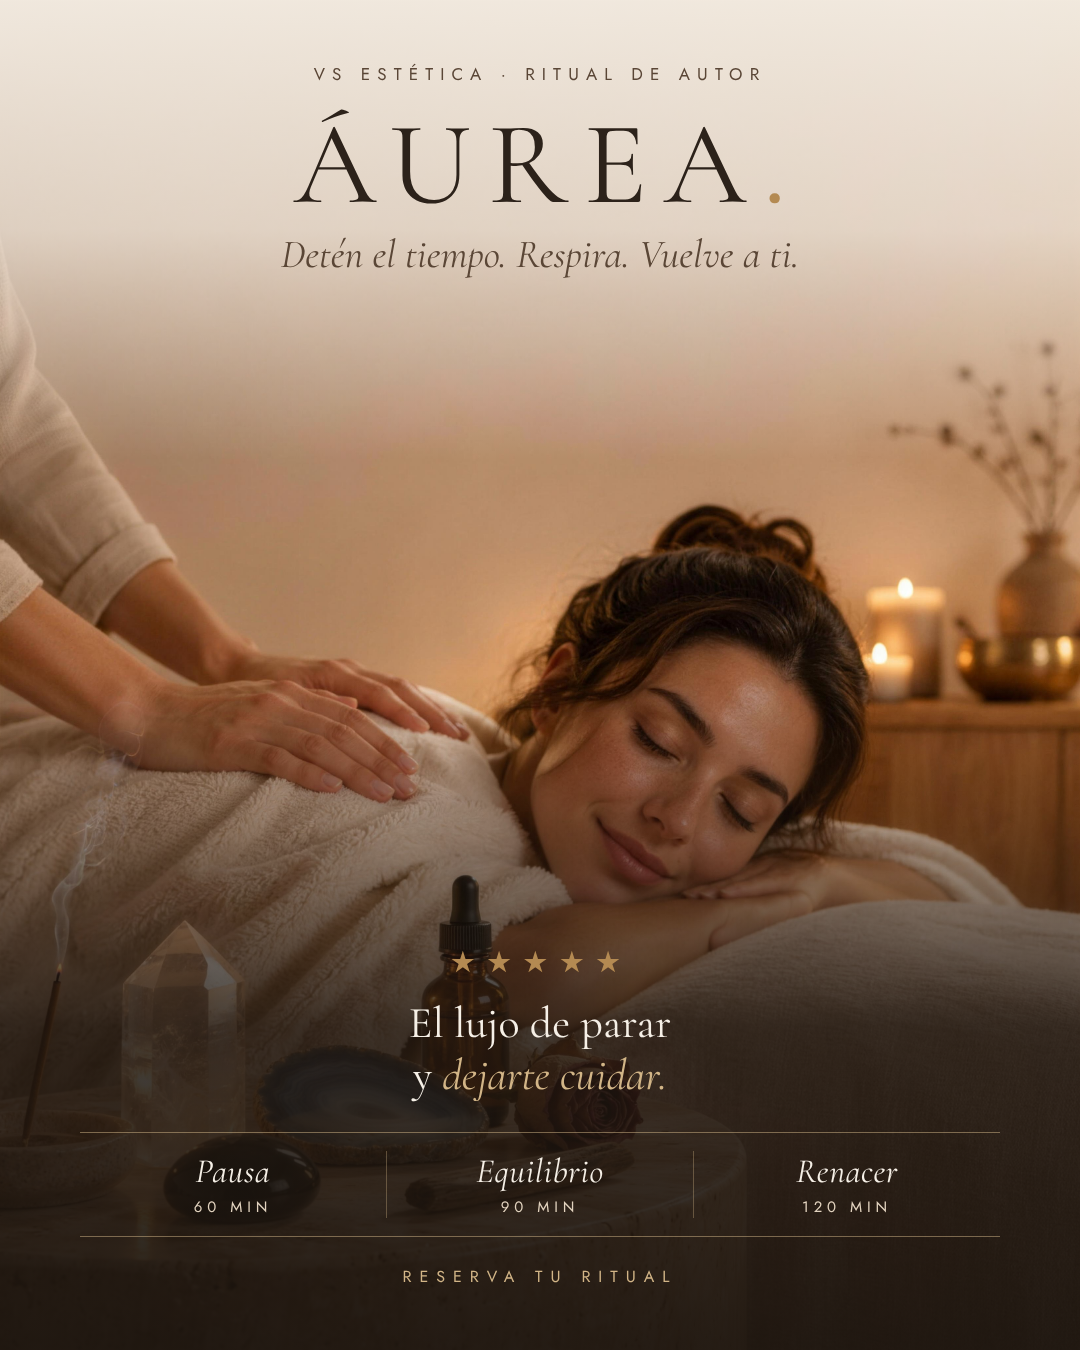 VS ESTÉTICA · RITUAL DE AUTOR
ÁUREA.
Detén el tiempo. Respira. Vuelve a ti.
★★★★★
El lujo de parar
y dejarte cuidar.
Pausa
60 MIN
Equilibrio
90 MIN
Renacer
120 MIN
RESERVA TU RITUAL